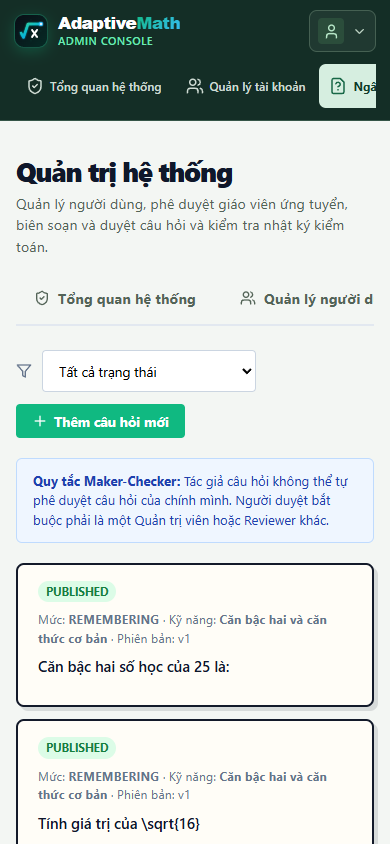 AdaptiveMath
ADMIN CONSOLE
Tổng quan hệ thống
Quản lý tài khoản
Ngâ
Quản trị hệ thống
Quản lý người dùng, phê duyệt giáo viên ứng tuyển,
biên soạn và duyệt câu hỏi và kiểm tra nhật ký kiểm
toán.
Tổng quan hệ thống
Quản lý người d
Tất cả trạng thái
+ Thêm câu hỏi mới
Quy tắc Maker-Checker: Tác giả câu hỏi không thể tự
phê duyệt câu hỏi của chính mình. Người duyệt bắt
buộc phải là một Quản trị viên hoặc Reviewer khác.
PUBLISHED
Mức: REMEMBERING · Kỹ năng: Căn bậc hai và căn
thức cơ bản · Phiên bản: v1
Căn bậc hai số học của 25 là:
PUBLISHED
Mức: REMEMBERING · Kỹ năng: Căn bậc hai và căn
thức cơ bản · Phiên bản: v1
Tính giá trị của \sqrt{16}